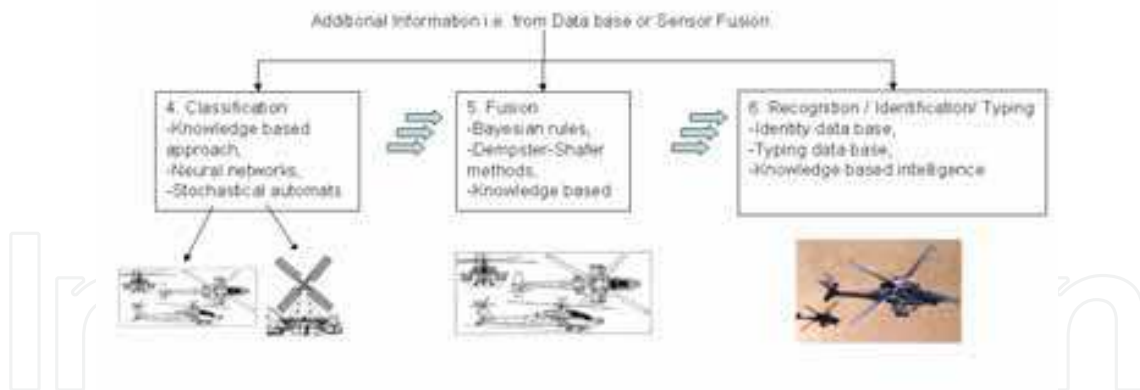 Additional Information i.e. from Data base or Sensor Fusion
4. Classification
-Knowledge based
approach,
-Neural networks,
-Stochastical automats
5. Fusion
-Bayesian rules,
-Dempster-Shafer
methods,
-Knowledge based
6. Recognition / Identification/ Typing
-Identity data base,
-Typing data base,
-Knowledge based intelligence